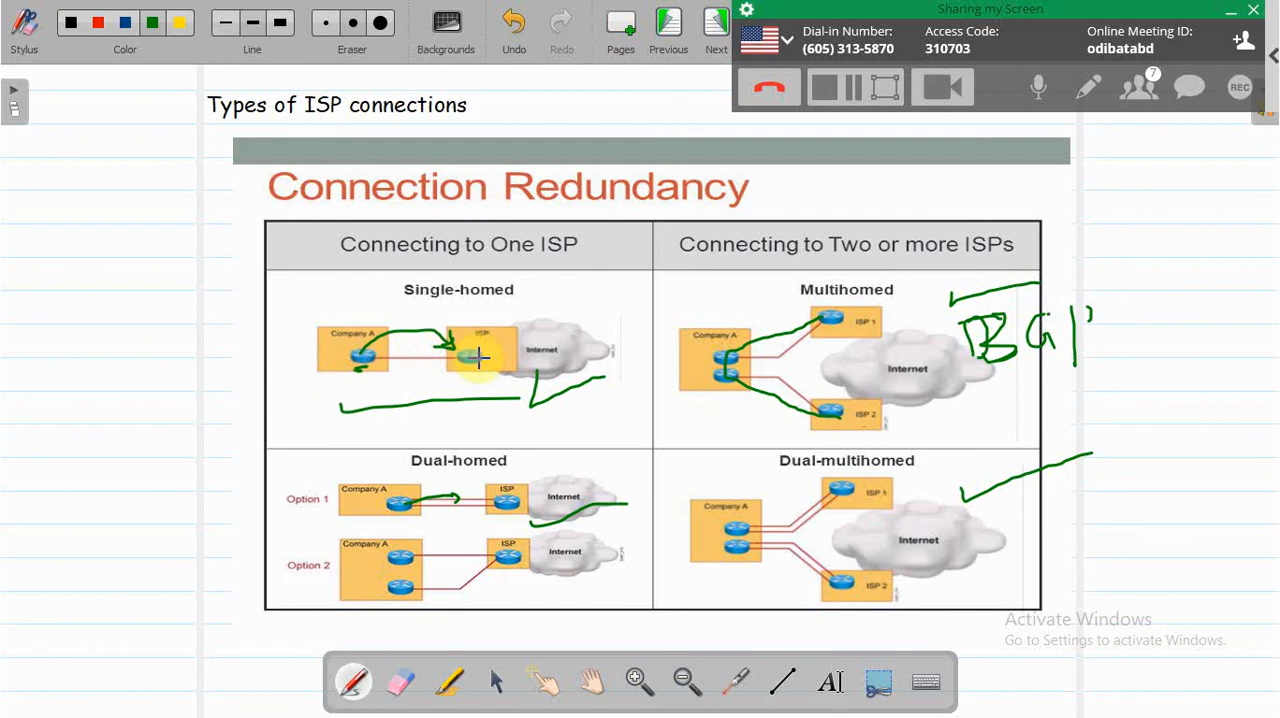 Sharing my Screen
Stylus
Color
Line
Eraser
Backgrounds
Undo
Redo
Pages
Previous
Next
Dial-in Number:
(605) 313-5870
Access Code:
310703
Online Meeting ID:
odibatabd
7
REC
Types of ISP connections
Connection Redundancy
Connecting to One ISP
Connecting to Two or more ISPs
Single-homed
Company A
ISP
Internet
Multihomed
Company A
ISP 1
Internet
ISP 2
BGP
Dual-homed
Option 1
Company A
ISP
Internet
Option 2
Company A
ISP
Internet
Dual-multihomed
Company A
ISP 1
Internet
ISP 2
Activate Windows
Go to Settings to activate Windows.